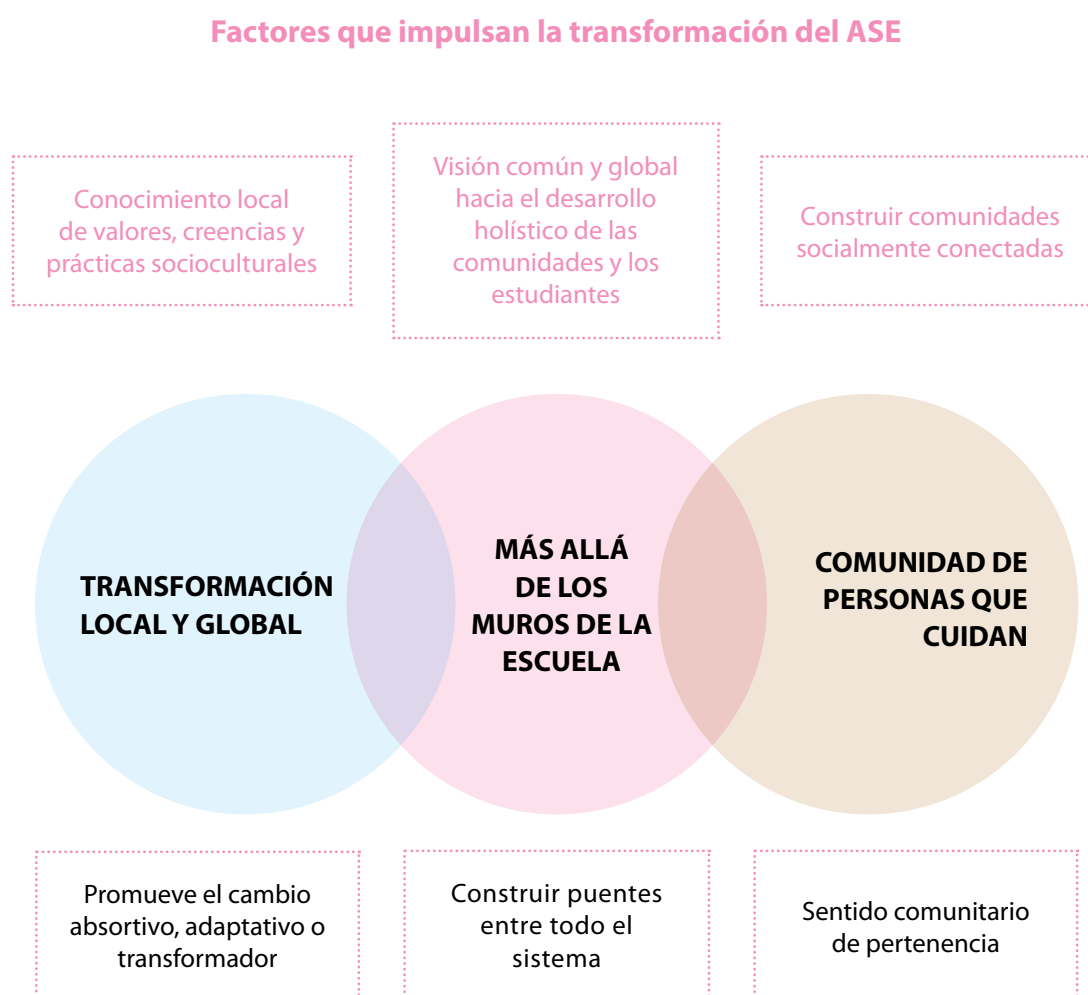 Factores que impulsan la transformación del ASE
Conocimiento local
de valores, creencias y
prácticas socioculturales
Visión común y global
hacia el desarrollo
holístico de las
comunidades y los
estudiantes
Construir comunidades
socialmente conectadas
TRANSFORMACIÓN
LOCAL Y GLOBAL
MÁS ALLÁ
DE LOS
MUROS DE LA
ESCUELA
COMUNIDAD DE
PERSONAS QUE
CUIDAN
Promueve el cambio
absortivo, adaptativo o
transformador
Construir puentes
entre todo el
sistema
Sentido comunitario
de pertenencia